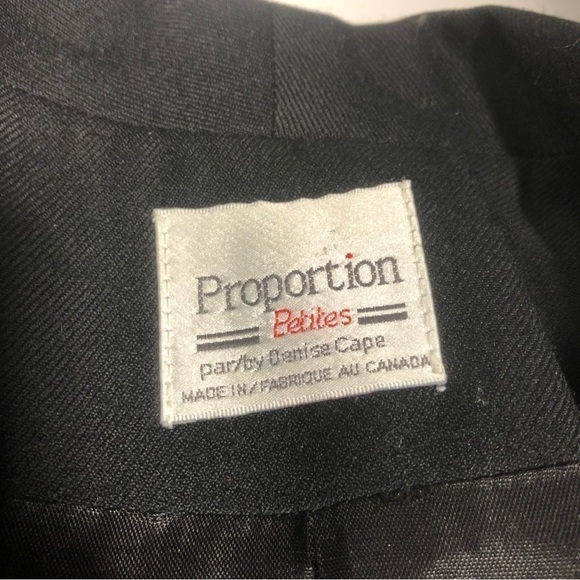 Proportion
Petites
par/by Denise Cape
MADE IN/FABRIQUE AU CANADA